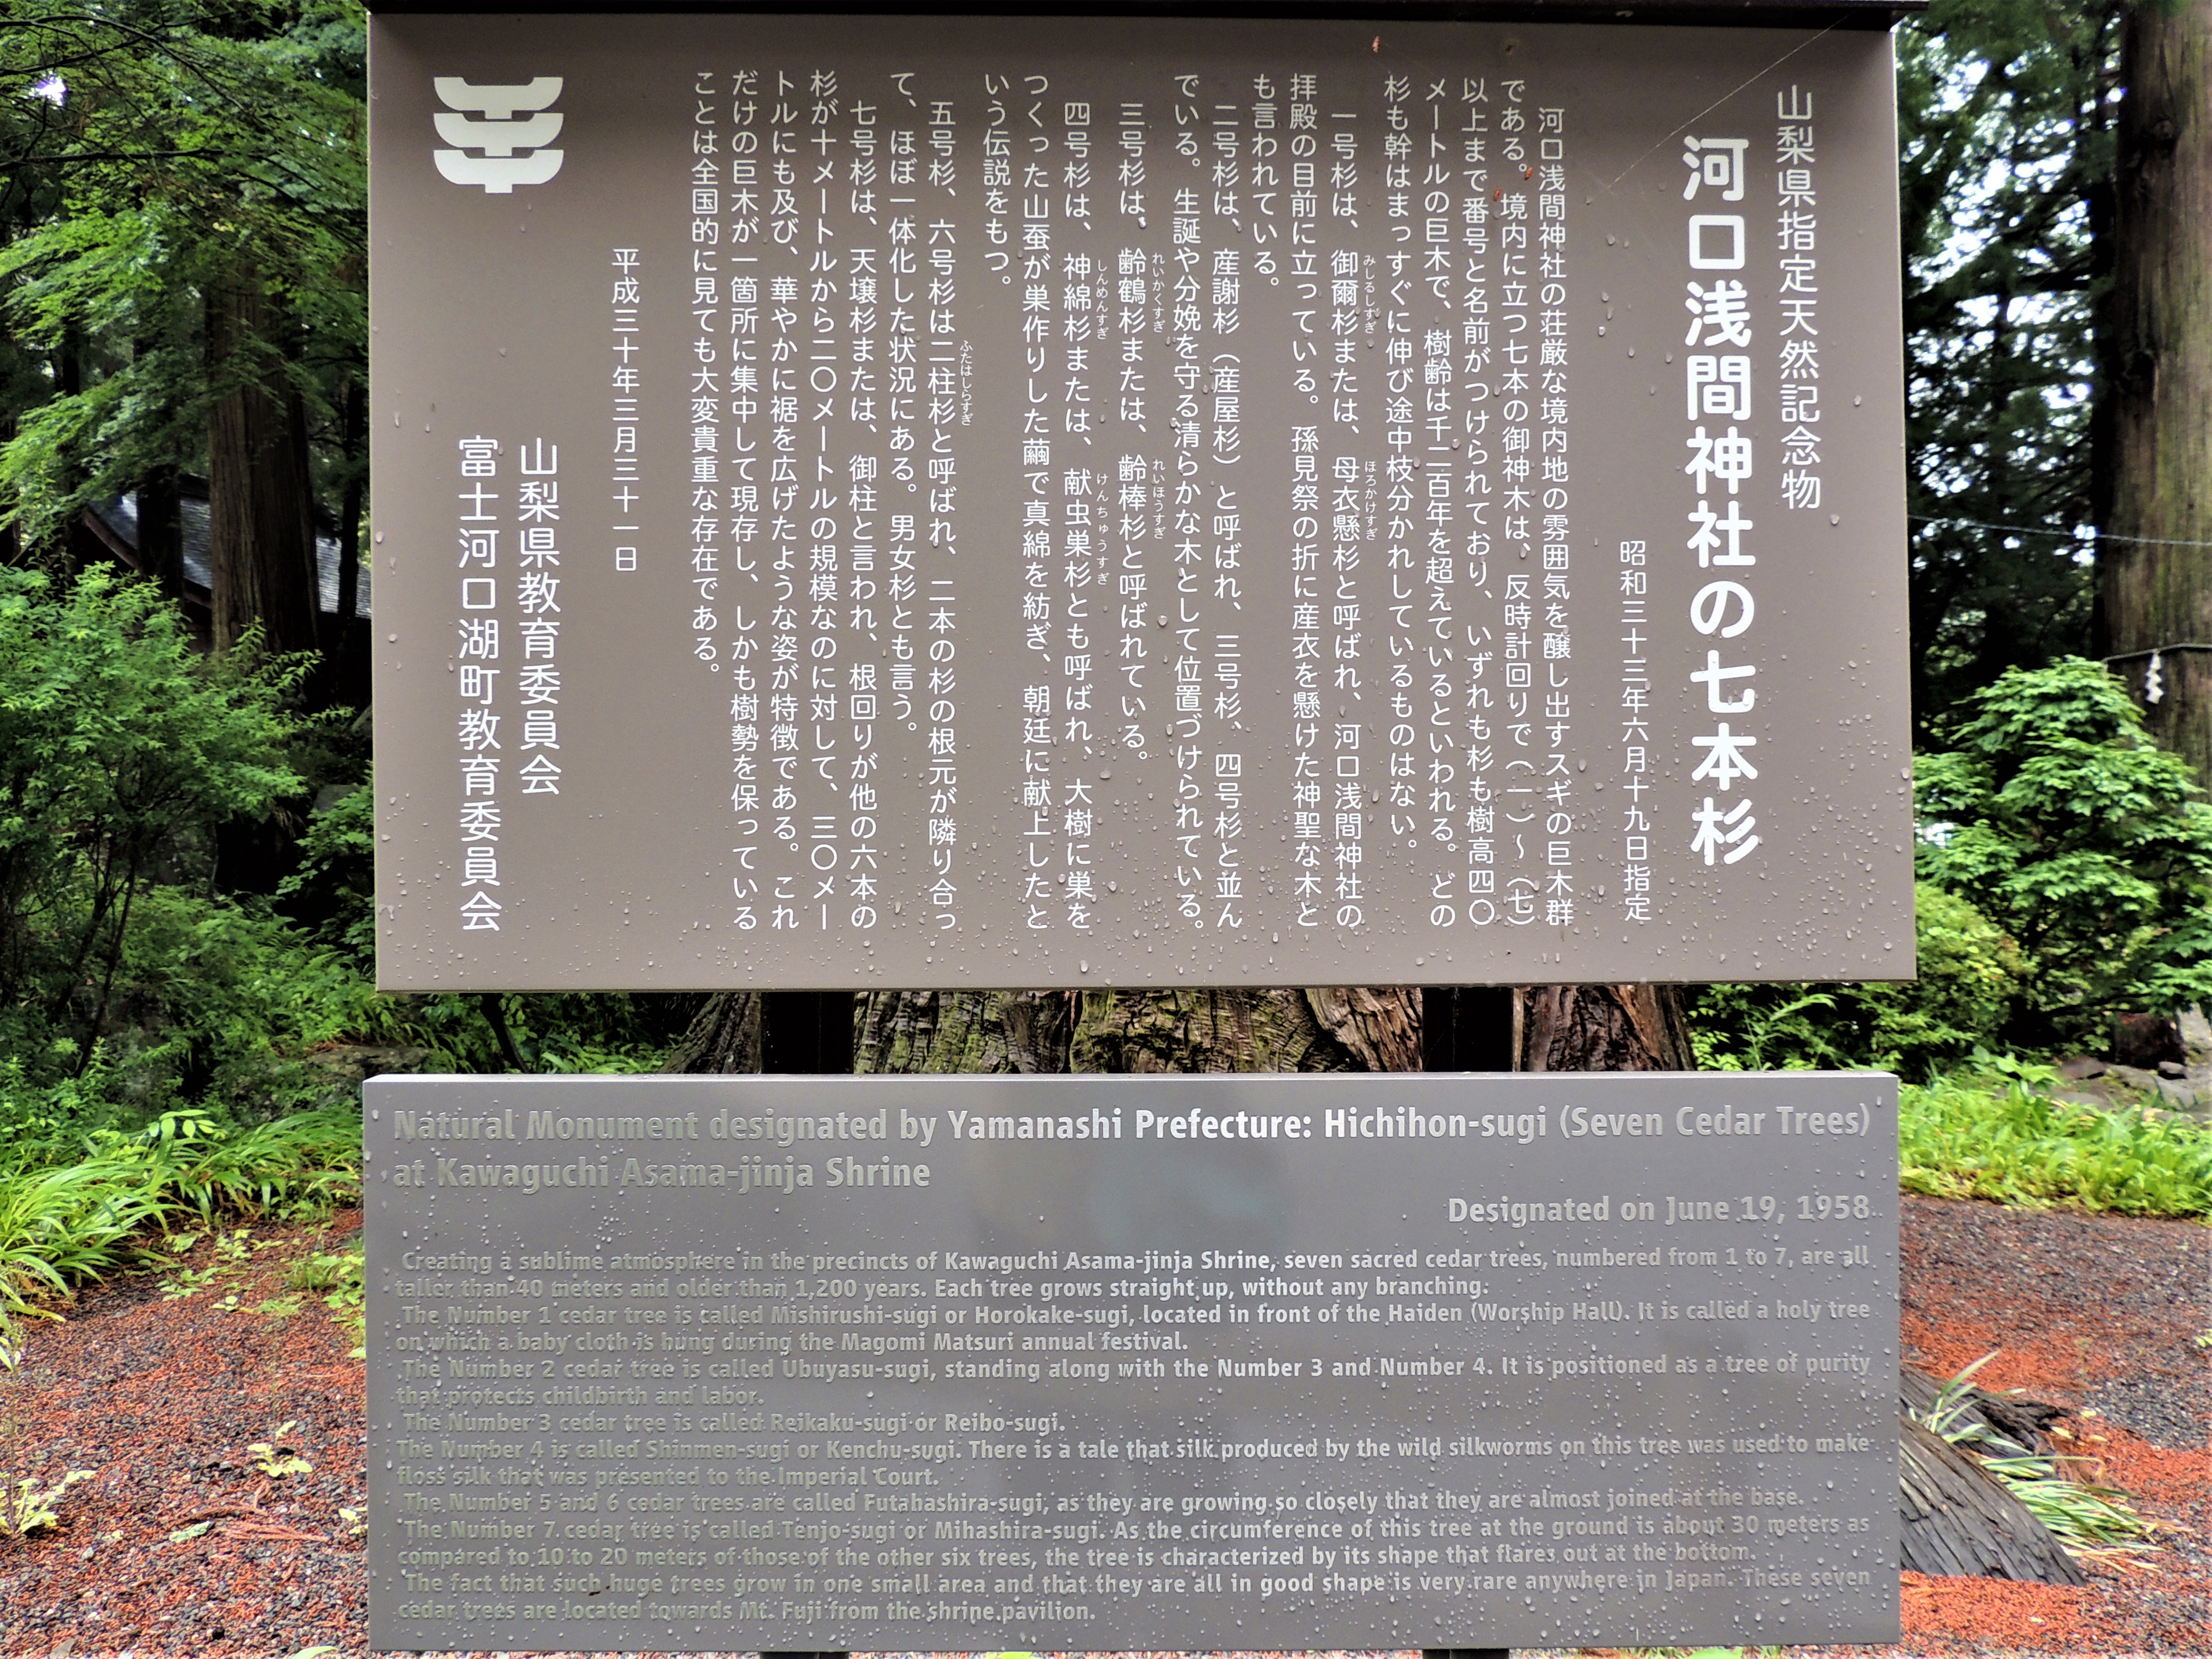 山梨県指定天然記念物
河口浅間神社の七本杉
昭和三十三年六月十九日指定
河口浅間神社の荘厳な境内地の雰囲気を醸し出すスギの巨木群
である。境内に立つ七本の御神木は、反時計回りで(一)～(七)
以上まで番号と名前がつけられており、いずれも杉も樹高四〇
メートルの巨木で、樹齢は千二百年を超えているといわれる。どの
杉も幹はまっすぐに伸び途中枝分かれしているものはない。
一号杉は、御爾杉または、母衣懸杉と呼ばれ、河口浅間神社の
みしるしすぎ
ほろかけすぎ
拝殿の目前に立っている。孫見祭の折に産衣を懸けた神聖な木と
も言われている。
二号杉は、産謝杉(産屋杉)と呼ばれ、三号杉、四号杉と並ん
でいる。生誕や分娩を守る清らかな木として位置づけられている。
三号杉は、齢鶴杉または、齢棒杉と呼ばれている。
れいかくすぎ
れいほうすぎ
四号杉は、神綿杉または、献虫巣杉とも呼ばれ、大樹に巣を
しんめんすぎ
けんちゅうすぎ
つくった山蚕が巣作りした繭で真綿を紡ぎ、朝廷に献上したと
いう伝説をもつ。
五号杉、六号杉は二柱杉と呼ばれ、二本の杉の根元が隣り合っ
ふたはしらすぎ
て、ほぼ一体化した状況にある。男女杉とも言う。
七号杉は、天壌杉または、御柱と言われ、根回りが他の六本の
杉が十メートルから二〇メートルの規模なのに対して、三〇メー
トルにも及び、華やかに裾を広げたような姿が特徴である。これ
だけの巨木が一箇所に集中して現存し、しかも樹勢を保っている
ことは全国的に見ても大変貴重な存在である。
平成三十年三月三十一日
山梨県教育委員会
富士河口湖町教育委員会
Natural Monument designated by Yamanashi Prefecture: Hichihon-sugi (Seven Cedar Trees)
at Kawaguchi Asama-jinja Shrine
Designated on June 19, 1958
Creating a sublime atmosphere in the precincts of Kawaguchi Asama-jinja Shrine, seven sacred cedar trees, numbered from 1 to 7, are all
taller than 40 meters and older than 1,200 years. Each tree grows straight up, without any branching.
The Number 1 cedar tree is called Mishirushi-sugi or Horokake-sugi, located in front of the Haiden (Worship Hall). It is called a holy tree
on which a baby cloth is hung during the Magomi Matsuri annual festival.
The Number 2 cedar tree is called Ubuyasu-sugi, standing along with the Number 3 and Number 4. It is positioned as a tree of purity
that protects childbirth and labor.
The Number 3 cedar tree is called Reikaku-sugi or Reibo-sugi.
The Number 4 is called Shinmen-sugi or Kenchu-sugi. There is a tale that silk produced by the wild silkworms on this tree was used to make
floss silk that was presented to the Imperial Court.
The Number 5 and 6 cedar trees are called Futahashira-sugi, as they are growing so closely that they are almost joined at the base.
The Number 7 cedar tree is called Tenjo-sugi or Mihashira-sugi. As the circumference of this tree at the ground is about 30 meters as
compared to 10 to 20 meters of those of the other six trees, the tree is characterized by its shape that flares out at the bottom.
The fact that such huge trees grow in one small area and that they are all in good shape is very rare anywhere in Japan. These seven
cedar trees are located towards Mt. Fuji from the shrine pavilion.